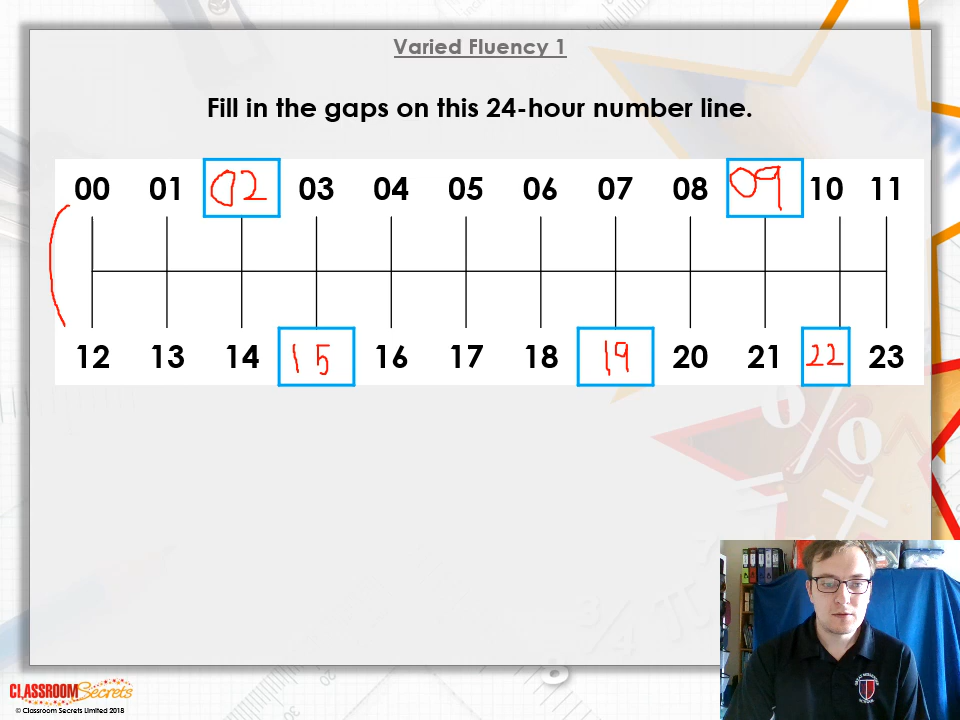 Varied Fluency 1
Fill in the gaps on this 24-hour number line.
00 01 02 03 04 05 06 07 08 09 10 11
12 13 14 15 16 17 18 19 20 21 22 23
CLASSROOM Secrets
© Classroom Secrets Limited 2018